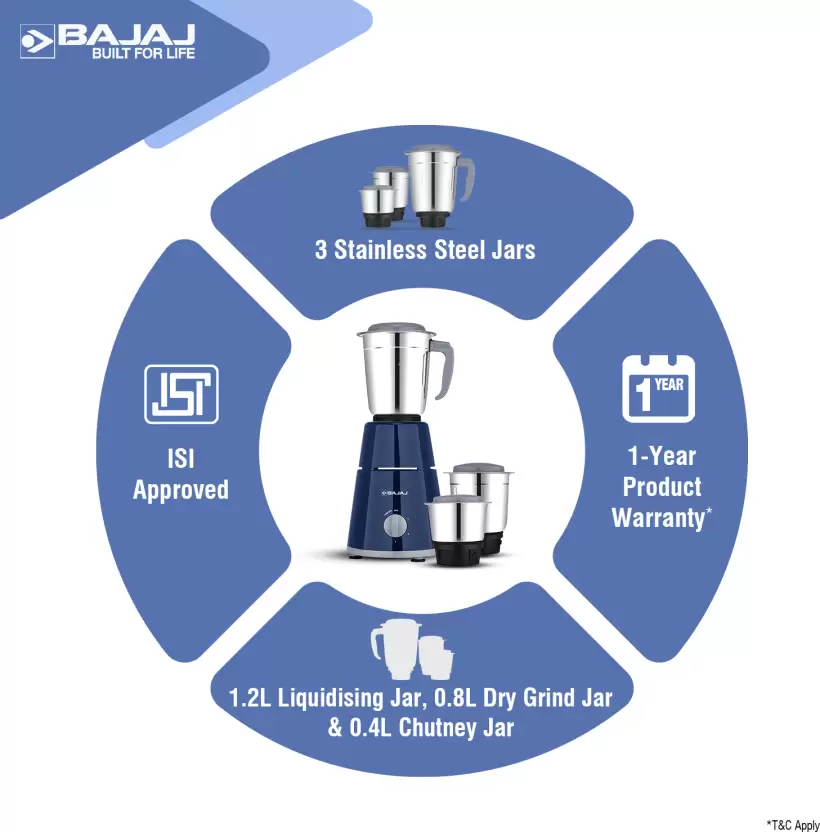 BAJAJ
BUILT FOR LIFE
3 Stainless Steel Jars
ISI
ISI
Approved
1 YEAR
1-Year
Product
Warranty*
BAJAJ
1.2L Liquidising Jar, 0.8L Dry Grind Jar
& 0.4L Chutney Jar
*T&C Apply